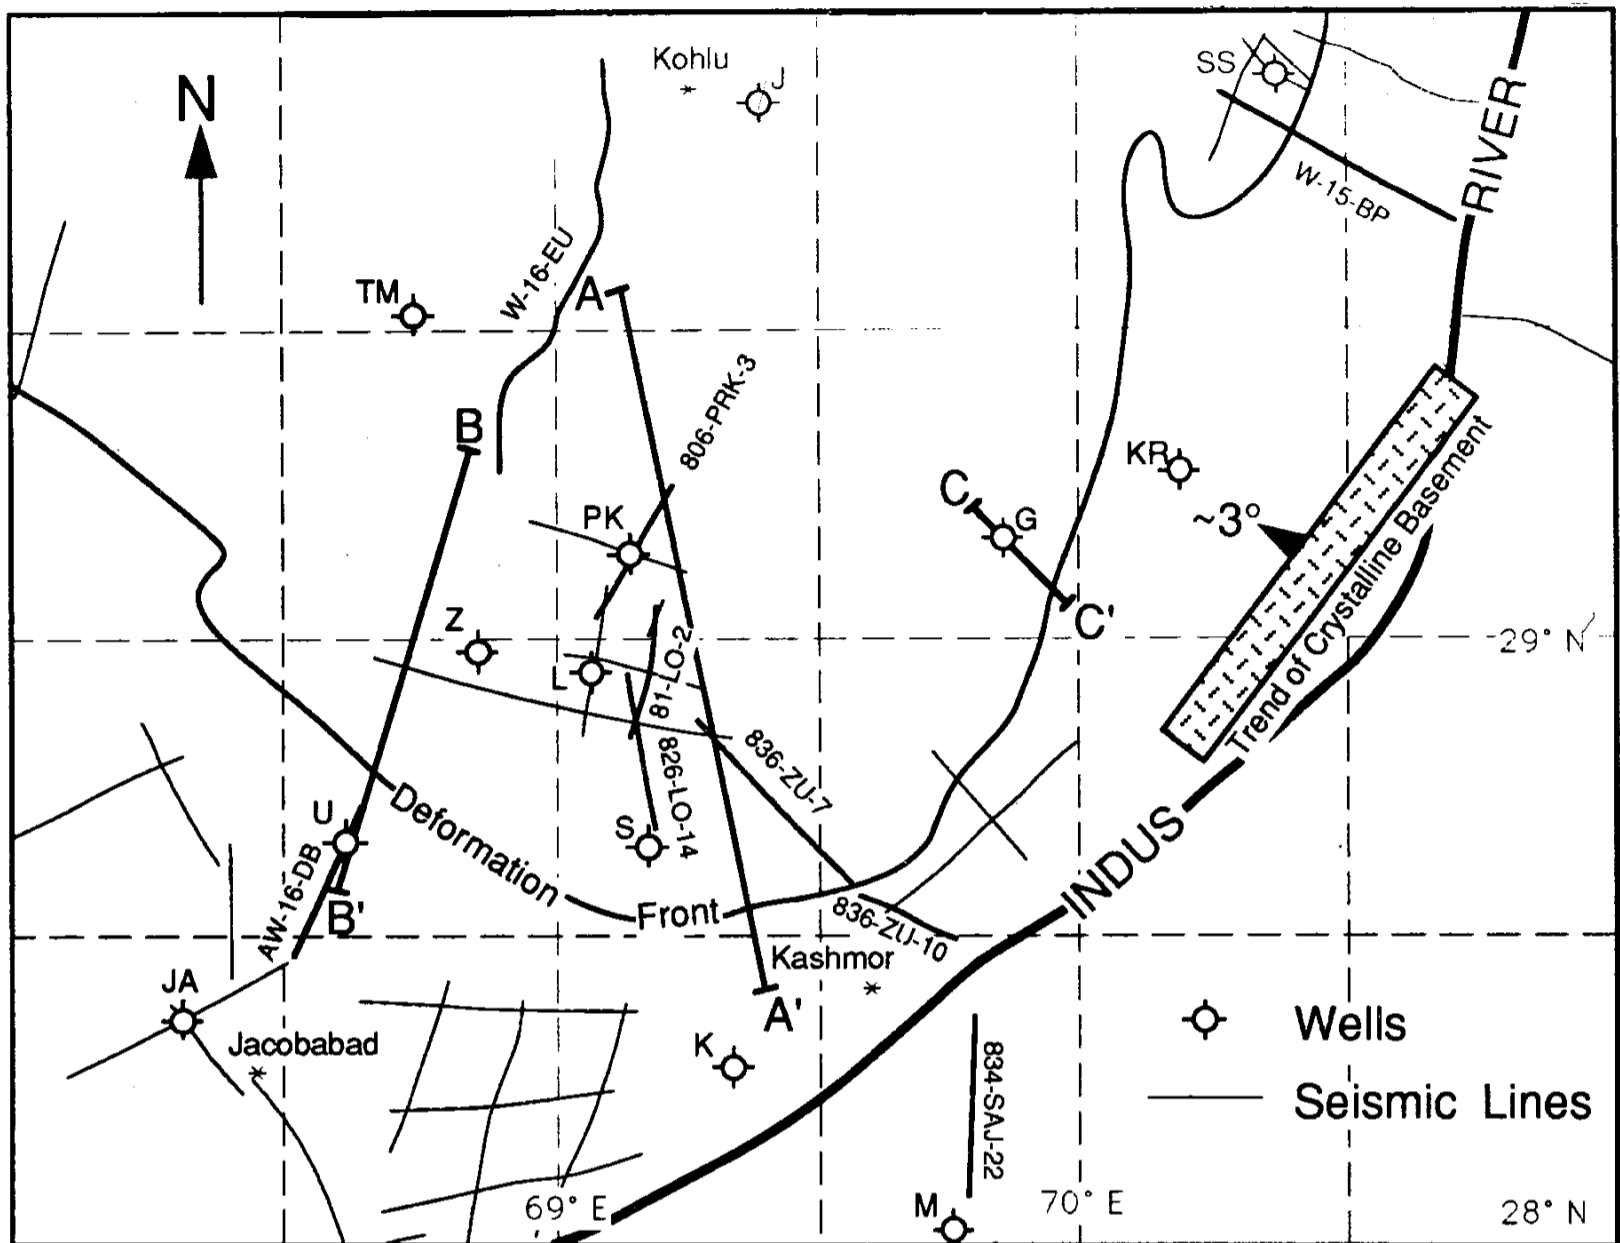 Kohlu
J
SS
N
RIVER
W-15-BP
W-16-EU
A
TM
806-PRK-3
B
KR
C
G
~3°
PK
Trend of Crystalline Basement
C'
Z
29° N
L
81-LO-2
836-ZU-7
826-LO-14
U
Deformation
S
INDUS
AW-16-DB
B'
Front
836-ZU-10
Kashmor
JA
A'
Wells
Jacobabad
K
834-SAJ-22
Seismic Lines
69° E
70° E
M
28° N